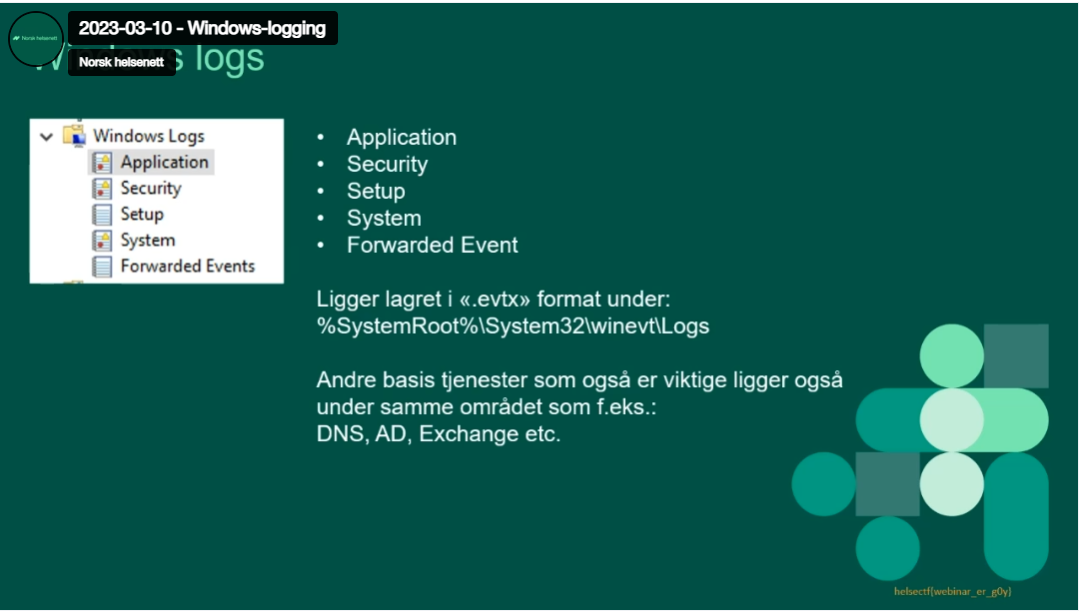 2023-03-10 - Windows-logging
Norsk helsenett
Norsk helsenett
Windows logs
Windows Logs
Application
Security
Setup
System
Forwarded Events
• Application
• Security
• Setup
• System
• Forwarded Event
Ligger lagret i «.evtx» format under:
%SystemRoot%\System32\winevt\Logs
Andre basis tjenester som også er viktige ligger også
under samme området som f.eks.:
DNS, AD, Exchange etc.
helsectf{webinar_er_g0y}